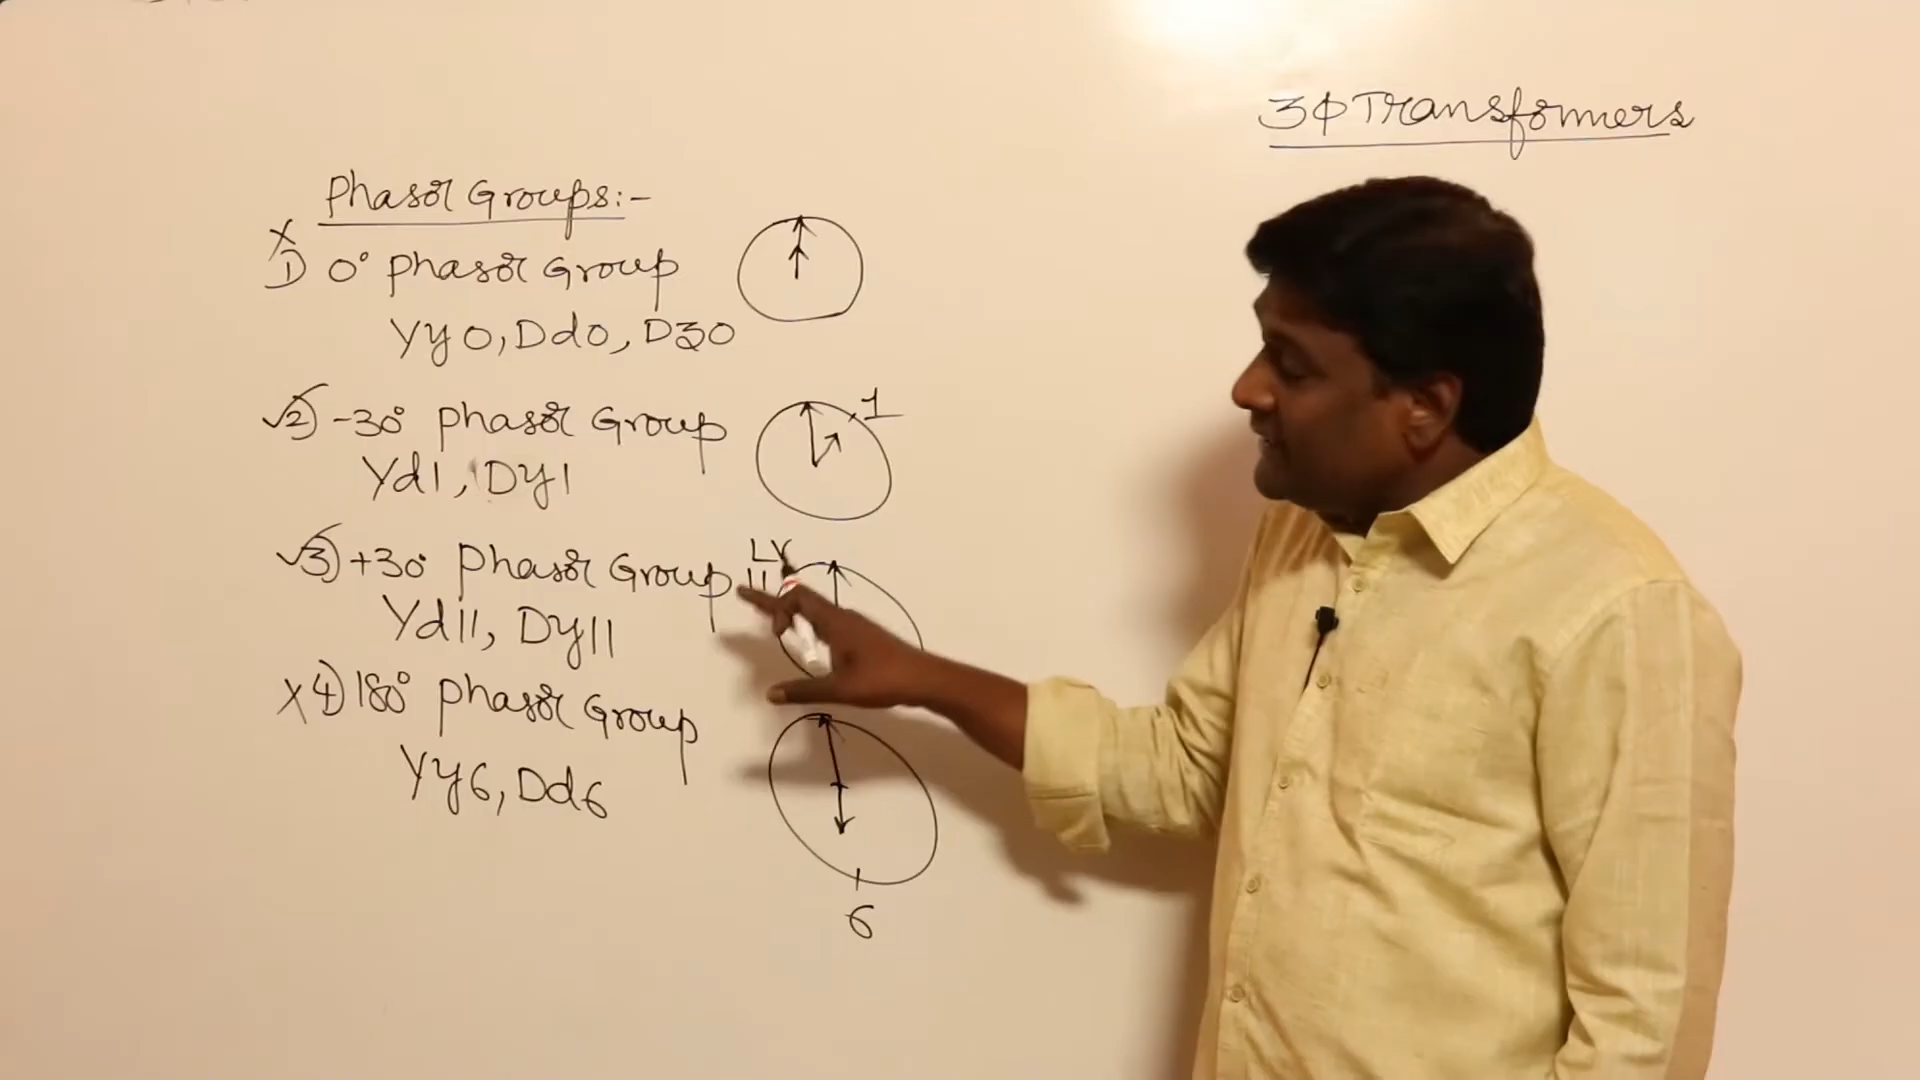 3ϕ Transformers
Phasor Groups:-
X
1) 0° Phasor Group
Yy0, Dd0, Dz0
√2) -30° Phasor Group
1
Yd1, Dy1
√3) +30° Phasor Group
LV
11
Yd11, Dy11
X 4) 180° Phasor Group
Yy6, Dd6
6